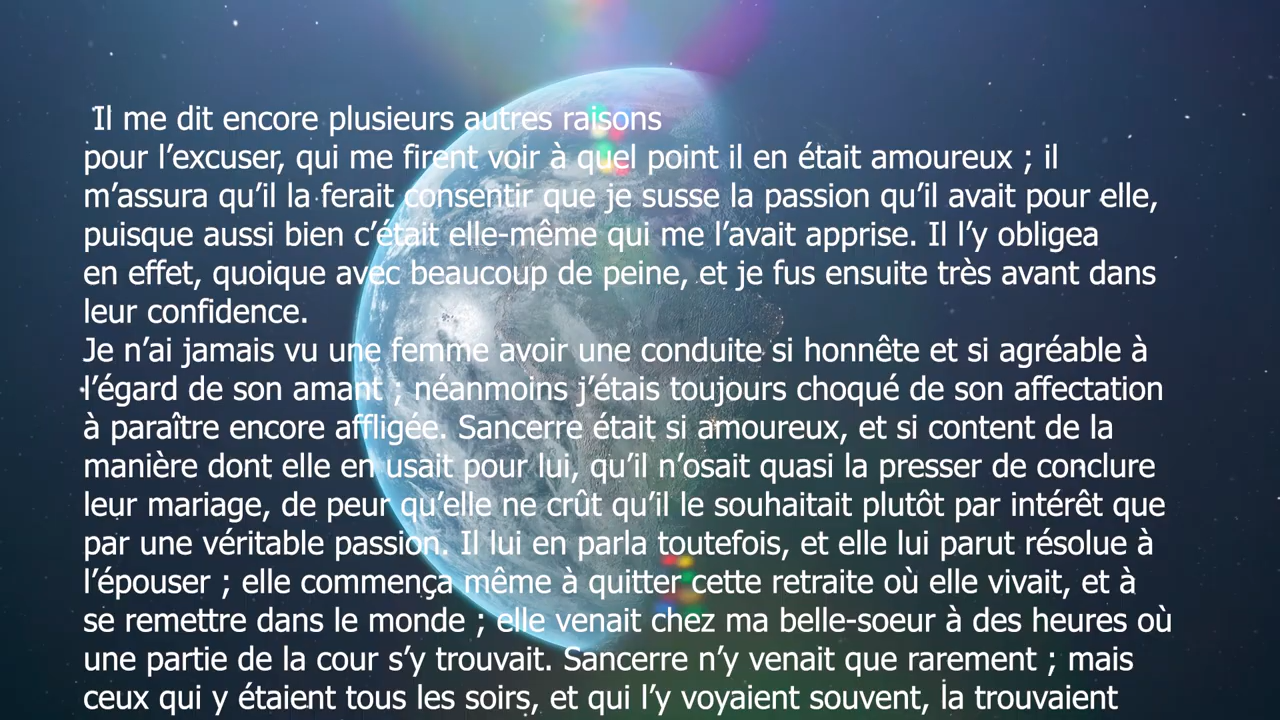 Il me dit encore plusieurs autres raisons
pour l’excuser, qui me firent voir à quel point il en était amoureux ; il
m’assura qu’il la ferait consentir que je susse la passion qu’il avait pour elle,
puisque aussi bien c’était elle-même qui me l’avait apprise. Il l’y obligea
en effet, quoique avec beaucoup de peine, et je fus ensuite très avant dans
leur confidence.
Je n’ai jamais vu une femme avoir une conduite si honnête et si agréable à
l’égard de son amant ; néanmoins j’étais toujours choqué de son affectation
à paraître encore affligée. Sancerre était si amoureux, et si content de la
manière dont elle en usait pour lui, qu’il n’osait quasi la presser de conclure
leur mariage, de peur qu’elle ne crût qu’il le souhaitait plutôt par intérêt que
par une véritable passion. Il lui en parla toutefois, et elle lui parut résolue à
l’épouser ; elle commença même à quitter cette retraite où elle vivait, et à
se remettre dans le monde ; elle venait chez ma belle-soeur à des heures où
une partie de la cour s’y trouvait. Sancerre n’y venait que rarement ; mais
ceux qui y étaient tous les soirs, et qui l’y voyaient souvent, la trouvaient